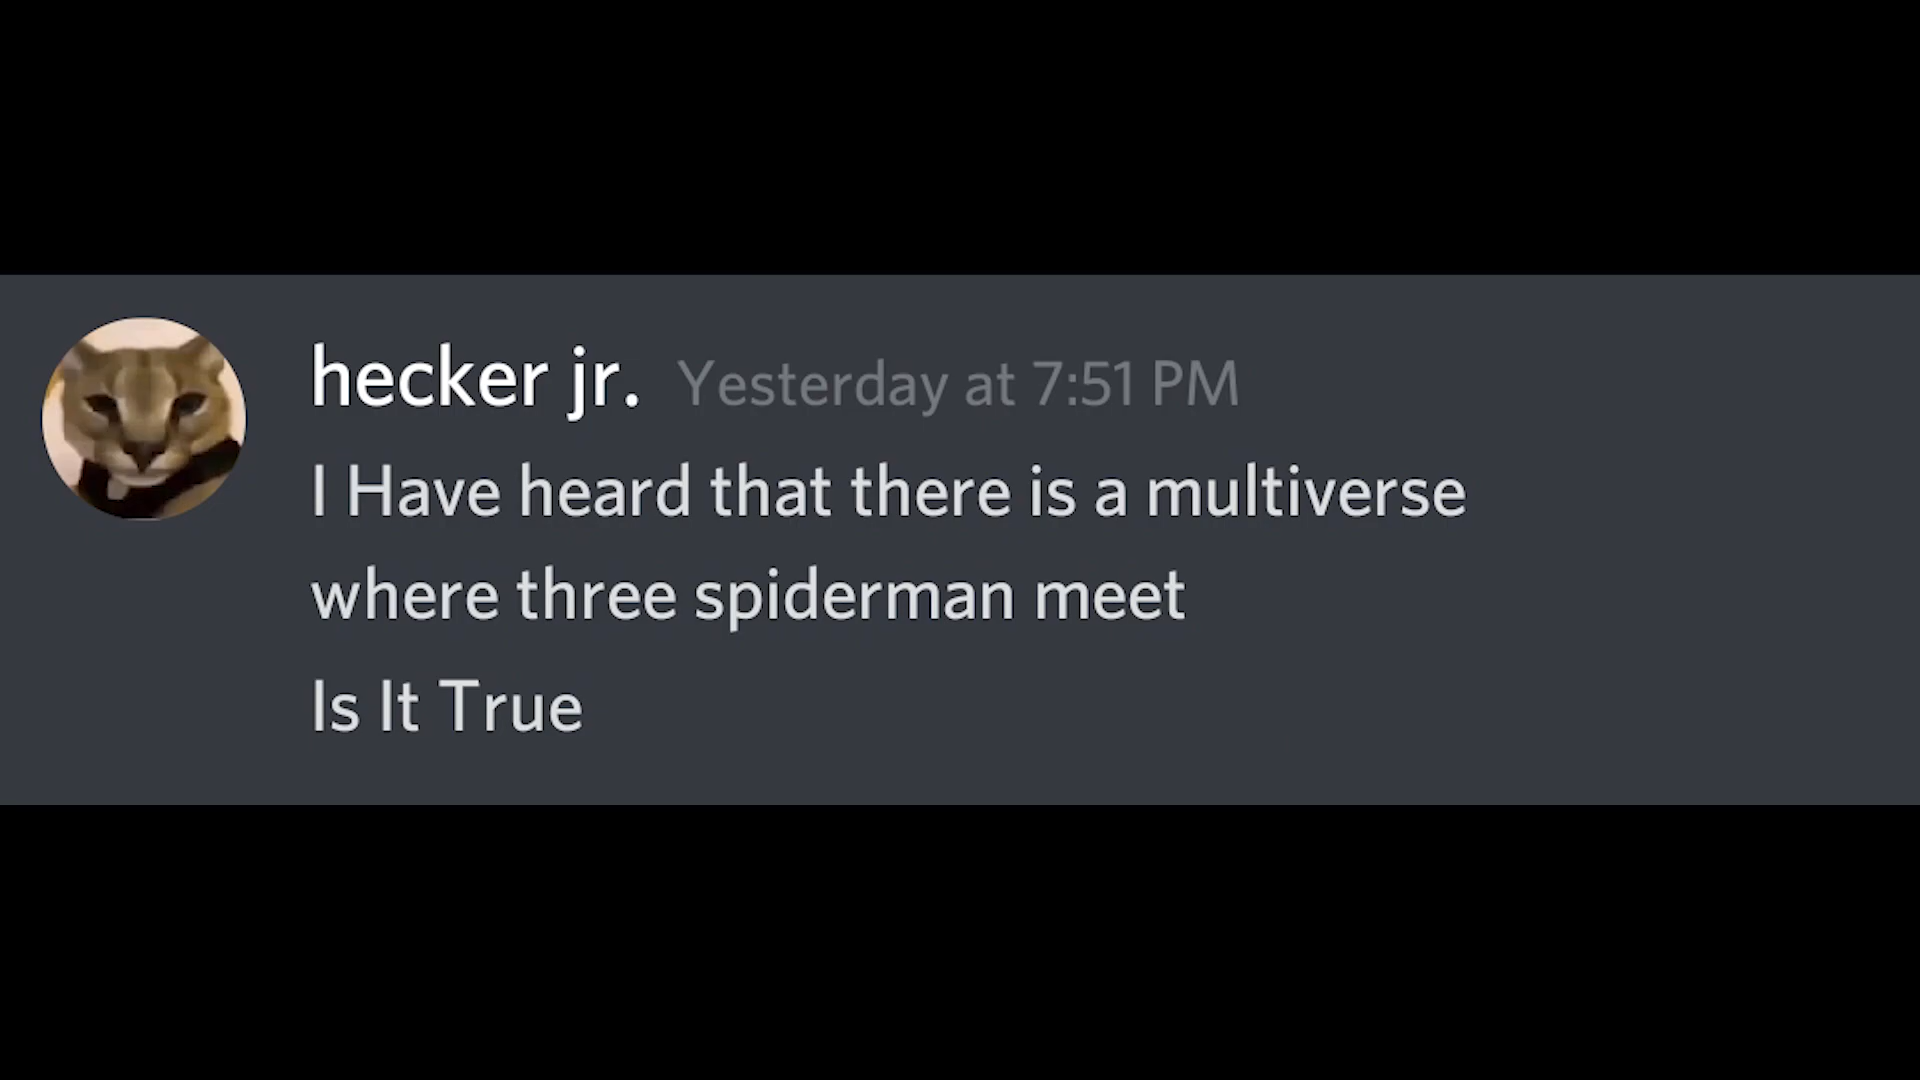 hecker jr. Yesterday at 7:51 PM
I Have heard that there is a multiverse
where three spiderman meet
Is It True